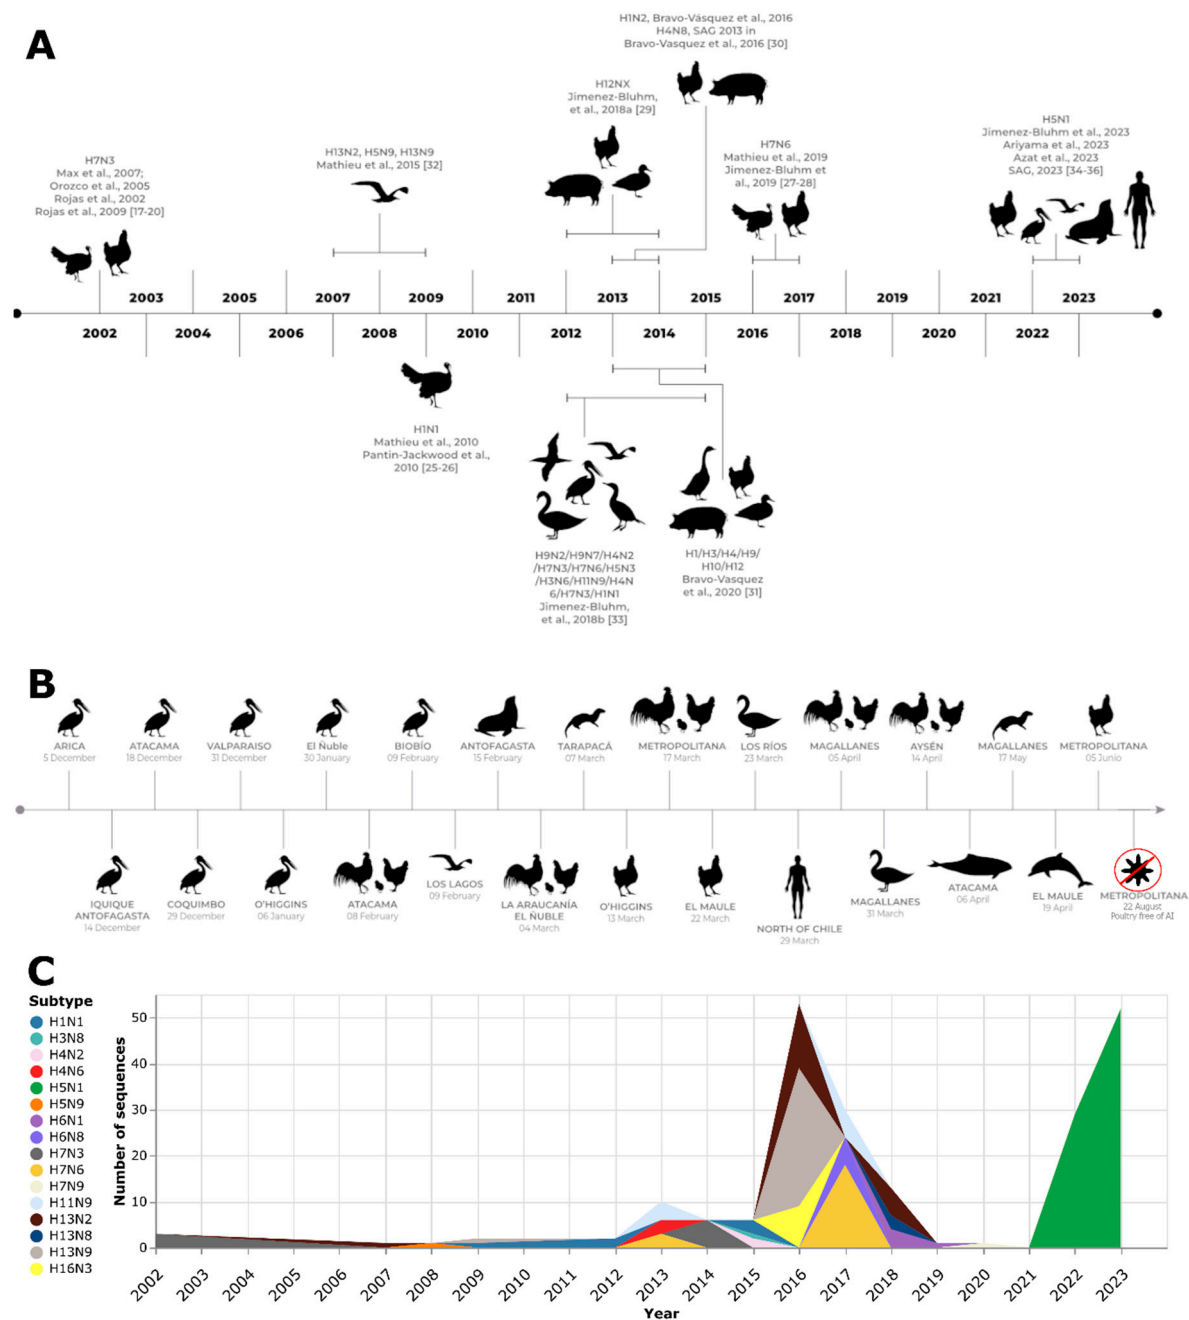 A
H1N2, Bravo-Vásquez et al., 2016
H4N8, SAG 2013 in
Bravo-Vasquez et al., 2016 [30]
H12NX
Jimenez-Bluhm,
et al., 2018a [29]
H7N3
Max et al., 2007;
Orozco et al., 2005
Rojas et al., 2002
Rojas et al., 2009 [17-20]
H13N2, H5N9, H13N9
Mathieu et al., 2015 [32]
H7N6
Mathieu et al., 2019
Jimenez-Bluhm et
al., 2019 [27-28]
H5N1
Jimenez-Bluhm et al., 2023
Ariyama et al., 2023
Azat et al., 2023
SAG, 2023 [34-36]
2003 2005 2007 2009 2011 2013 2015 2017 2019 2021 2023
2002 2004 2006 2008 2010 2012 2014 2016 2018 2020 2022
H1N1
Mathieu et al., 2010
Pantin-Jackwood et al.,
2010 [25-26]
H9N2/H9N7/H4N2
/H7N3/H7N6/H5N3
/H3N6/H11N9/H4N
6/H7N3/H1N1
Jimenez-Bluhm,
et al., 2018b [33]
H1/H3/H4/H9/
H10/H12
Bravo-Vasquez
et al., 2020 [31]
B
ARICA
5 December
ATACAMA
18 December
VALPARAISO
31 December
El Ñuble
30 January
BIOBÍO
09 February
ANTOFAGASTA
15 February
TARAPACÁ
07 March
METROPOLITANA
17 March
LOS RÍOS
23 March
MAGALLANES
05 April
AYSÉN
14 April
MAGALLANES
17 May
METROPOLITANA
05 Junio
IQUIQUE
ANTOFAGASTA
14 December
COQUIMBO
29 December
O'HIGGINS
06 January
ATACAMA
08 February
LOS LAGOS
09 February
LA ARAUCANÍA
EL ÑUBLE
04 March
O'HIGGINS
13 March
EL MAULE
22 March
NORTH OF CHILE
29 March
MAGALLANES
31 March
ATACAMA
06 April
EL MAULE
19 April
METROPOLITANA
22 August
Poultry free of AI
C
Subtype
H1N1
H3N8
H4N2
H4N6
H5N1
H5N9
H6N1
H6N8
H7N3
H7N6
H7N9
H11N9
H13N2
H13N8
H13N9
H16N3
Number of sequences
50
40
30
20
10
0
2002 2003 2004 2005 2006 2007 2008 2009 2010 2011 2012 2013 2014 2015 2016 2017 2018 2019 2020 2021 2022 2023
Year